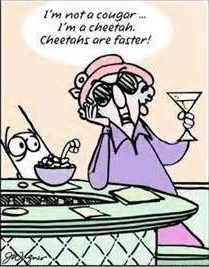 I'm not a cougar ...
I'm a cheetah.
Cheetahs are faster!